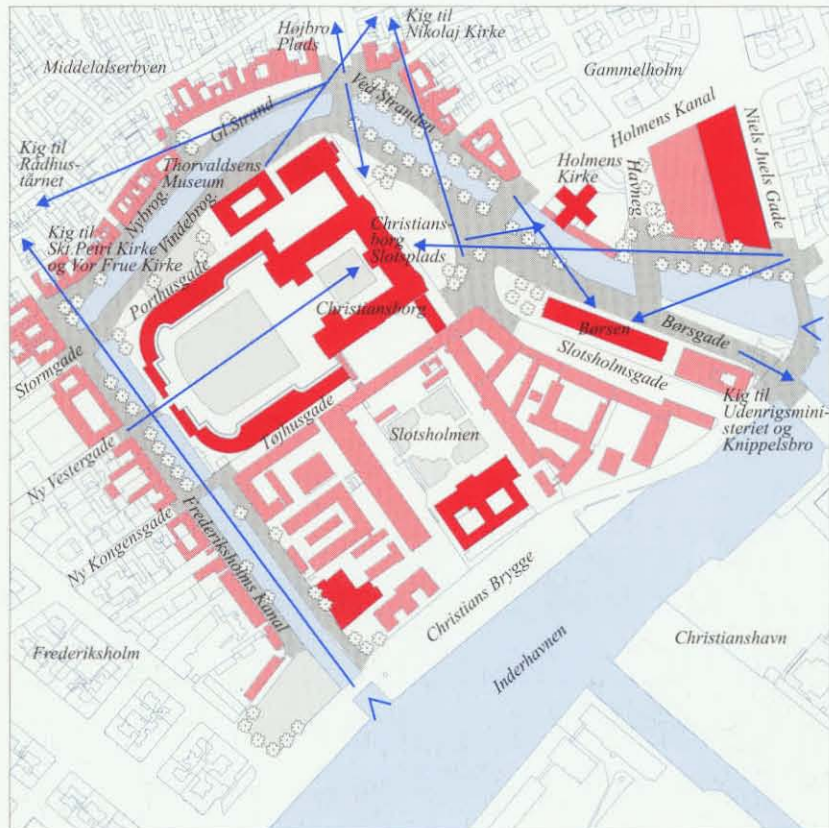 Højbro
Plads
Kig til
Nikolaj Kirke
Middelalserbyen
Gammelholm
Ved Stranden
Gl.Strand
Holmens Kanal
Niels Juels Gade
Kig til
Rådhus-
tårnet
Thorvaldsens
Museum
Holmens
Kirke
Havneg
Nybrog
Vindebrog
Kig til
Skt.Petri Kirke
og Vor Frue Kirke
Christians-
borg
Slotsplads
Porthusgade
Christiansborg
Børsen
Børsgade
Stormgade
Slotsholmsgade
Tøjhusgade
Slotsholmen
Kig til
Udenrigsmini-
steriet og
Knippelsbro
Ny Vestergade
Ny Kongensgade
Frederiksholms Kanal
Christians Brygge
Frederiksholm
Inderhavnen
Christianshavn